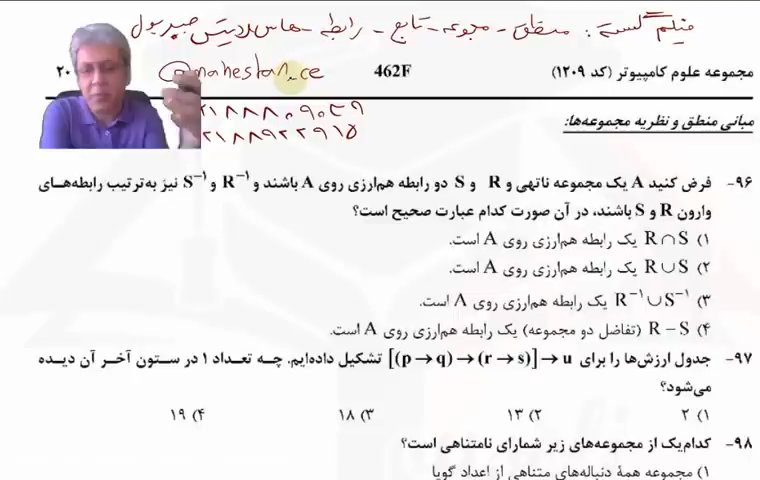 فیلم گسسته: منطق - مجموعه - تابع - رابطه - هاس لاتیس جبر بول
@mahestan_ce
مجموعه علوم کامپیوتر (کد ۱۲۰۹) 462F ۲۰
۲۱۸۸۸۰۹۰۴۹
۲۱۸۸۹۲۲۹۱۵
مبانی منطق و نظریه مجموعه‌ها:
۹۶- فرض کنید A یک مجموعه ناتهی و R و S دو رابطه هم‌ارزی روی A باشند و R⁻¹ و S⁻¹ نیز به‌ترتیب رابطه‌های
وارون R و S باشند، در آن صورت کدام عبارت صحیح است؟
۱) R∩S یک رابطه هم‌ارزی روی A است.
۲) R∪S یک رابطه هم‌ارزی روی A است.
۳) R⁻¹∪S⁻¹ یک رابطه هم‌ارزی روی A است.
۴) R−S (تفاضل دو مجموعه) یک رابطه هم‌ارزی روی A است.
۹۷- جدول ارزش‌ها را برای [(p→q)→(r→s)]→u تشکیل داده‌ایم. چه تعداد ۱ در ستون آخر آن دیده
می‌شود؟
۱) ۲ ۲) ۱۳ ۳) ۱۸ ۴) ۱۹
۹۸- کدام‌یک از مجموعه‌های زیر شمارای نامتناهی است؟
۱) مجموعه همهٔ دنباله‌های متناهی از اعداد گویا